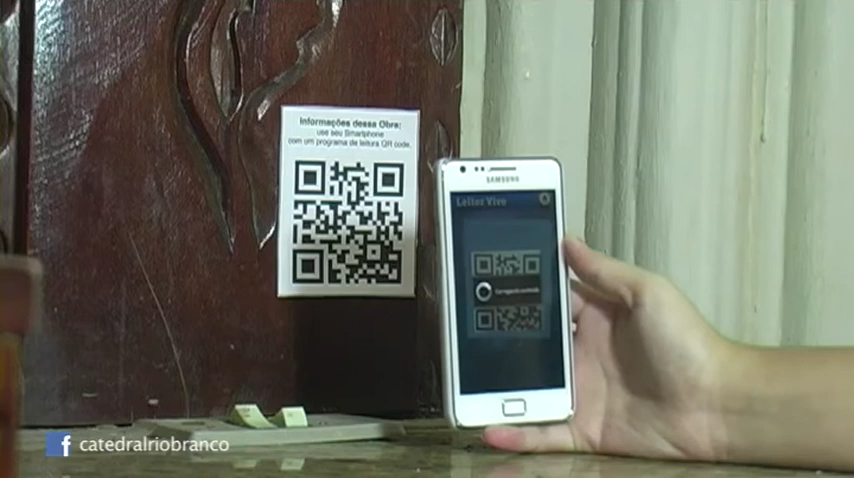 Informações dessa Obra:
use seu Smartphone
com um programa de leitura QR code.
SAMSUNG
Leitor Vivo
catedralriobranco